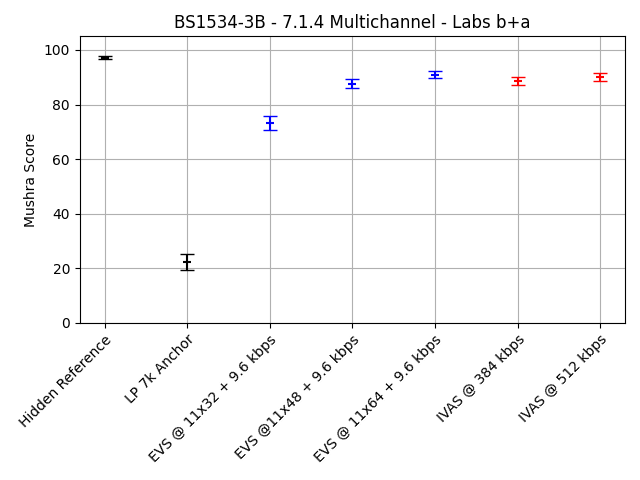 BS1534-3B - 7.1.4 Multichannel - Labs b+a
Mushra Score
100
80
60
40
20
0
Hidden Reference
LP 7k Anchor
EVS @ 11x32 + 9.6 kbps
EVS @11x48 + 9.6 kbps
EVS @ 11x64 + 9.6 kbps
IVAS @ 384 kbps
IVAS @ 512 kbps